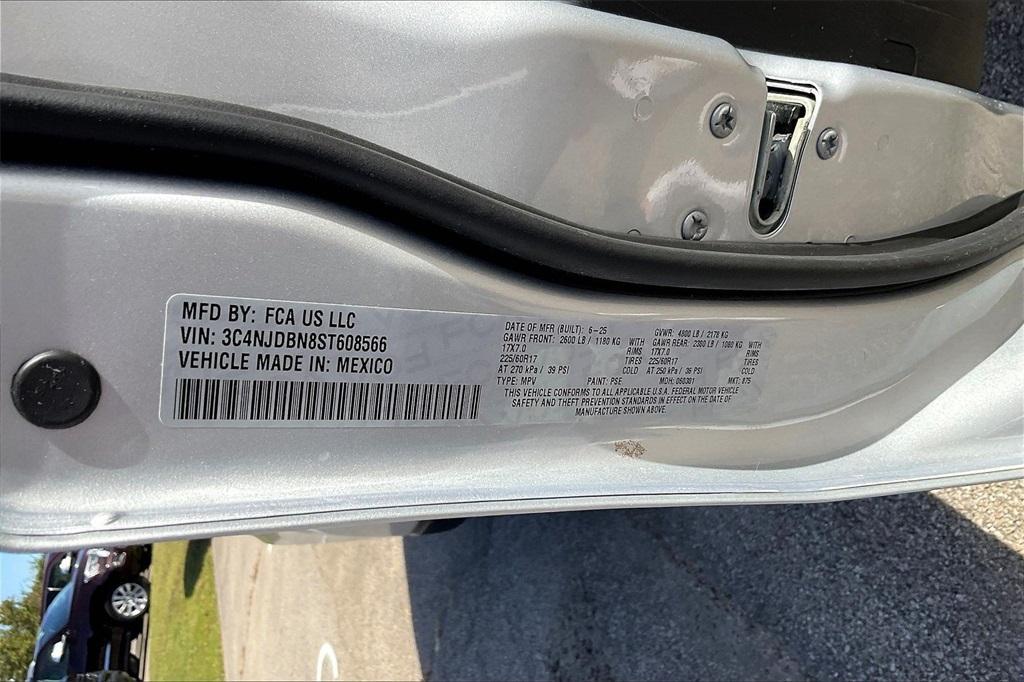 MFD BY: FCA US LLC
VIN: 3C4NJDBN8ST608566
VEHICLE MADE IN: MEXICO
DATE OF MFR (BUILT): 6-25 GVWR: 4800 LB / 2178 KG
GAWR FRONT: 2600 LB / 1180 KG WITH GAWR REAR: 2380 LB / 1080 KG WITH
17X7.0 RIMS 17X7.0 RIMS
225/60R17 TIRES 225/60R17 TIRES
AT 270 kPa / 39 PSI COLD AT 250 kPa / 36 PSI COLD
TYPE: MPV PAINT: PSE MDH: 060301 MKT: 875
THIS VEHICLE CONFORMS TO ALL APPLICABLE U.S.A. FEDERAL MOTOR VEHICLE
SAFETY AND THEFT PREVENTION STANDARDS IN EFFECT ON THE DATE OF
MANUFACTURE SHOWN ABOVE.